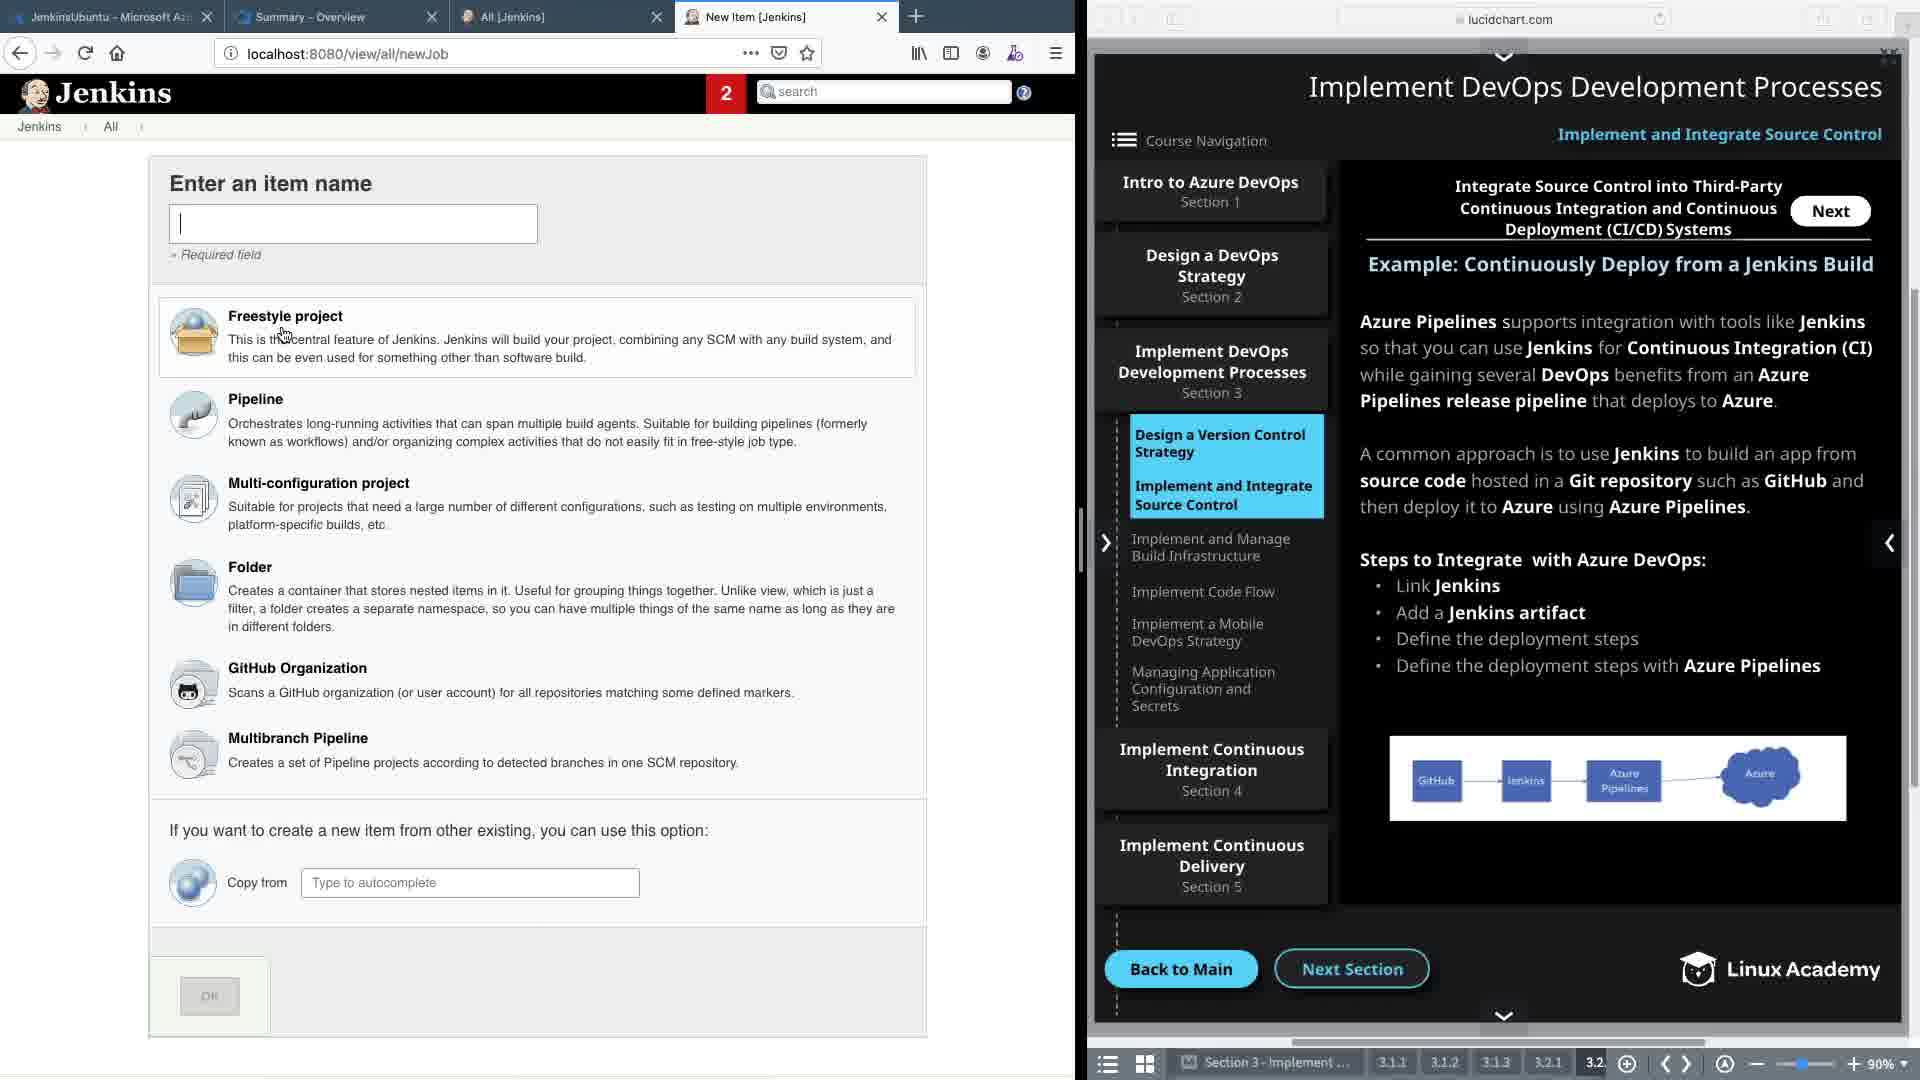 JenkinsUbuntu - Microsoft Az
Summary - Overview
All [Jenkins]
New Item [Jenkins]
localhost:8080/view/all/newJob
Jenkins
2
search
Jenkins
All
Enter an item name
» Required field
Freestyle project
This is the central feature of Jenkins. Jenkins will build your project, combining any SCM with any build system, and
this can be even used for something other than software build.
Pipeline
Orchestrates long-running activities that can span multiple build agents. Suitable for building pipelines (formerly
known as workflows) and/or organizing complex activities that do not easily fit in free-style job type.
Multi-configuration project
Suitable for projects that need a large number of different configurations, such as testing on multiple environments,
platform-specific builds, etc.
Folder
Creates a container that stores nested items in it. Useful for grouping things together. Unlike view, which is just a
filter, a folder creates a separate namespace, so you can have multiple things of the same name as long as they are
in different folders.
GitHub Organization
Scans a GitHub organization (or user account) for all repositories matching some defined markers.
Multibranch Pipeline
Creates a set of Pipeline projects according to detected branches in one SCM repository.
If you want to create a new item from other existing, you can use this option:
Copy from
Type to autocomplete
OK
lucidchart.com
Implement DevOps Development Processes
Course Navigation
Implement and Integrate Source Control
Intro to Azure DevOps
Section 1
Design a DevOps
Strategy
Section 2
Implement DevOps
Development Processes
Section 3
Design a Version Control
Strategy
Implement and Integrate
Source Control
Implement and Manage
Build Infrastructure
Implement Code Flow
Implement a Mobile
DevOps Strategy
Managing Application
Configuration and
Secrets
Implement Continuous
Integration
Section 4
Implement Continuous
Delivery
Section 5
Integrate Source Control into Third-Party
Continuous Integration and Continuous
Deployment (CI/CD) Systems
Next
Example: Continuously Deploy from a Jenkins Build
Azure Pipelines supports integration with tools like Jenkins
so that you can use Jenkins for Continuous Integration (CI)
while gaining several DevOps benefits from an Azure
Pipelines release pipeline that deploys to Azure.
A common approach is to use Jenkins to build an app from
source code hosted in a Git repository such as GitHub and
then deploy it to Azure using Azure Pipelines.
Steps to Integrate with Azure DevOps:
• Link Jenkins
• Add a Jenkins artifact
• Define the deployment steps
• Define the deployment steps with Azure Pipelines
GitHub
Jenkins
Azure
Pipelines
Azure
Back to Main
Next Section
Linux Academy
Section 3 - Implement ...
3.1.1
3.1.2
3.1.3
3.2.1
3.2.
90%